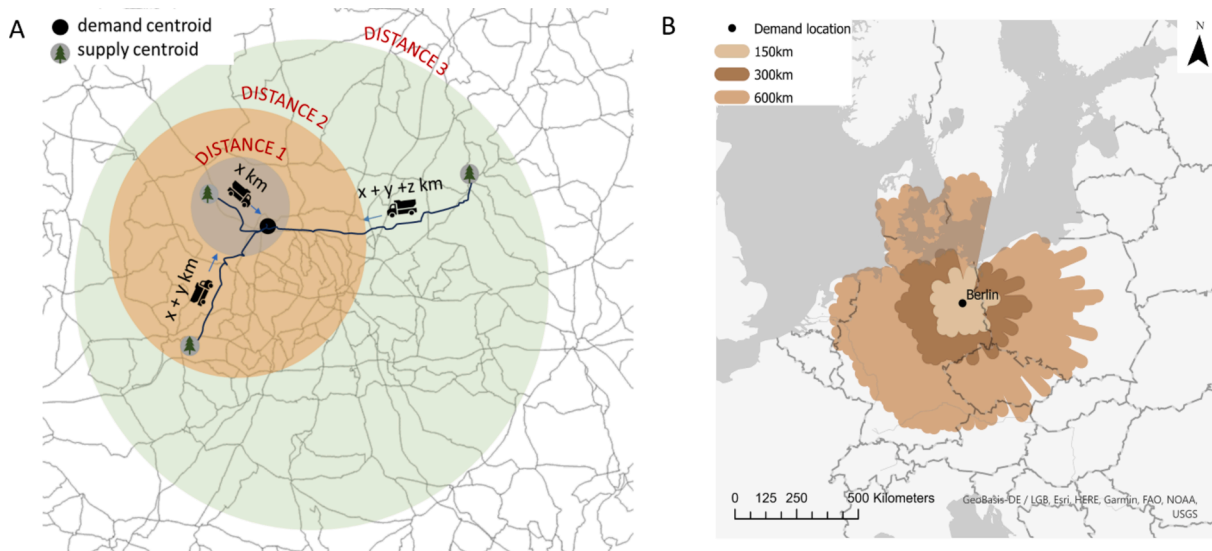 A
demand centroid
supply centroid
DISTANCE 3
DISTANCE 2
DISTANCE 1
x km
x + y +z km
x + y km
B
Demand location
150km
300km
600km
N
Berlin
0 125 250 500 Kilometers
GeoBasis-DE / LGB, Esri, HERE, Garmin, FAO, NOAA,
USGS